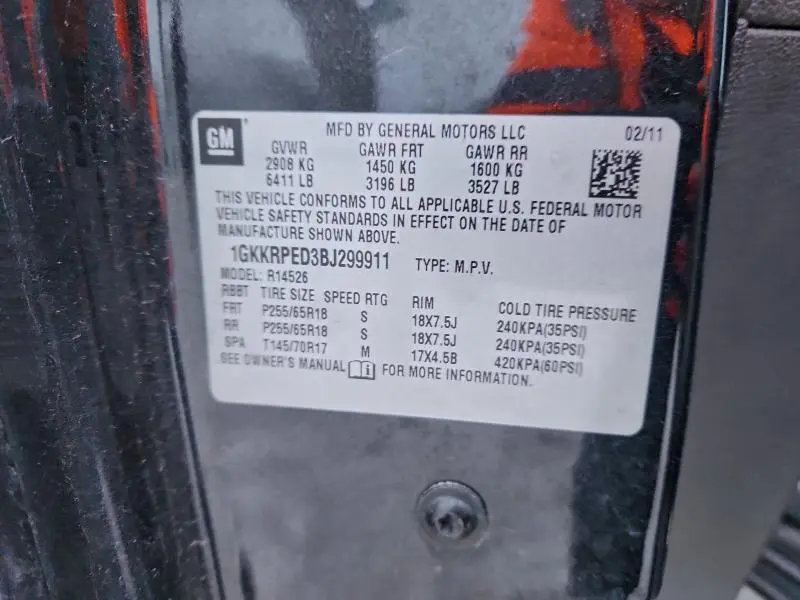 GM
MFD BY GENERAL MOTORS LLC 02/11
GVWR GAWR FRT GAWR RR
2908 KG 1450 KG 1600 KG
6411 LB 3196 LB 3527 LB
THIS VEHICLE CONFORMS TO ALL APPLICABLE U.S. FEDERAL MOTOR
VEHICLE SAFETY STANDARDS IN EFFECT ON THE DATE OF
MANUFACTURE SHOWN ABOVE.
1GKKRPED3BJ299911 TYPE: M.P.V.
MODEL: R14526
RBBT TIRE SIZE SPEED RTG RIM COLD TIRE PRESSURE
FRT P255/65R18 S 18X7.5J 240KPA(35PSI)
RR P255/65R18 S 18X7.5J 240KPA(35PSI)
SPA T145/70R17 M 17X4.5B 420KPA(60PSI)
SEE OWNER'S MANUAL i FOR MORE INFORMATION.